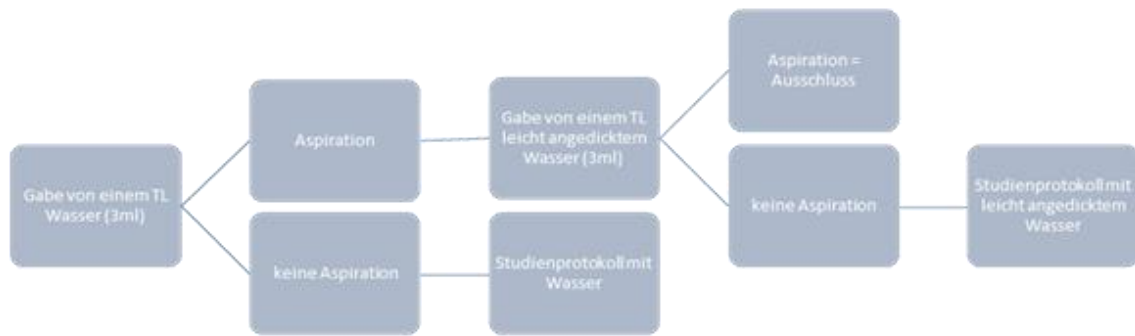 Gabe von einem TL
Wasser (3ml)
Aspiration
keine Aspiration
Gabe von einem TL
leicht angedicktem
Wasser (3ml)
Studienprotokoll mit
Wasser
Aspiration =
Ausschluss
keine Aspiration
Studienprotokoll mit
leicht angedicktem
Wasser